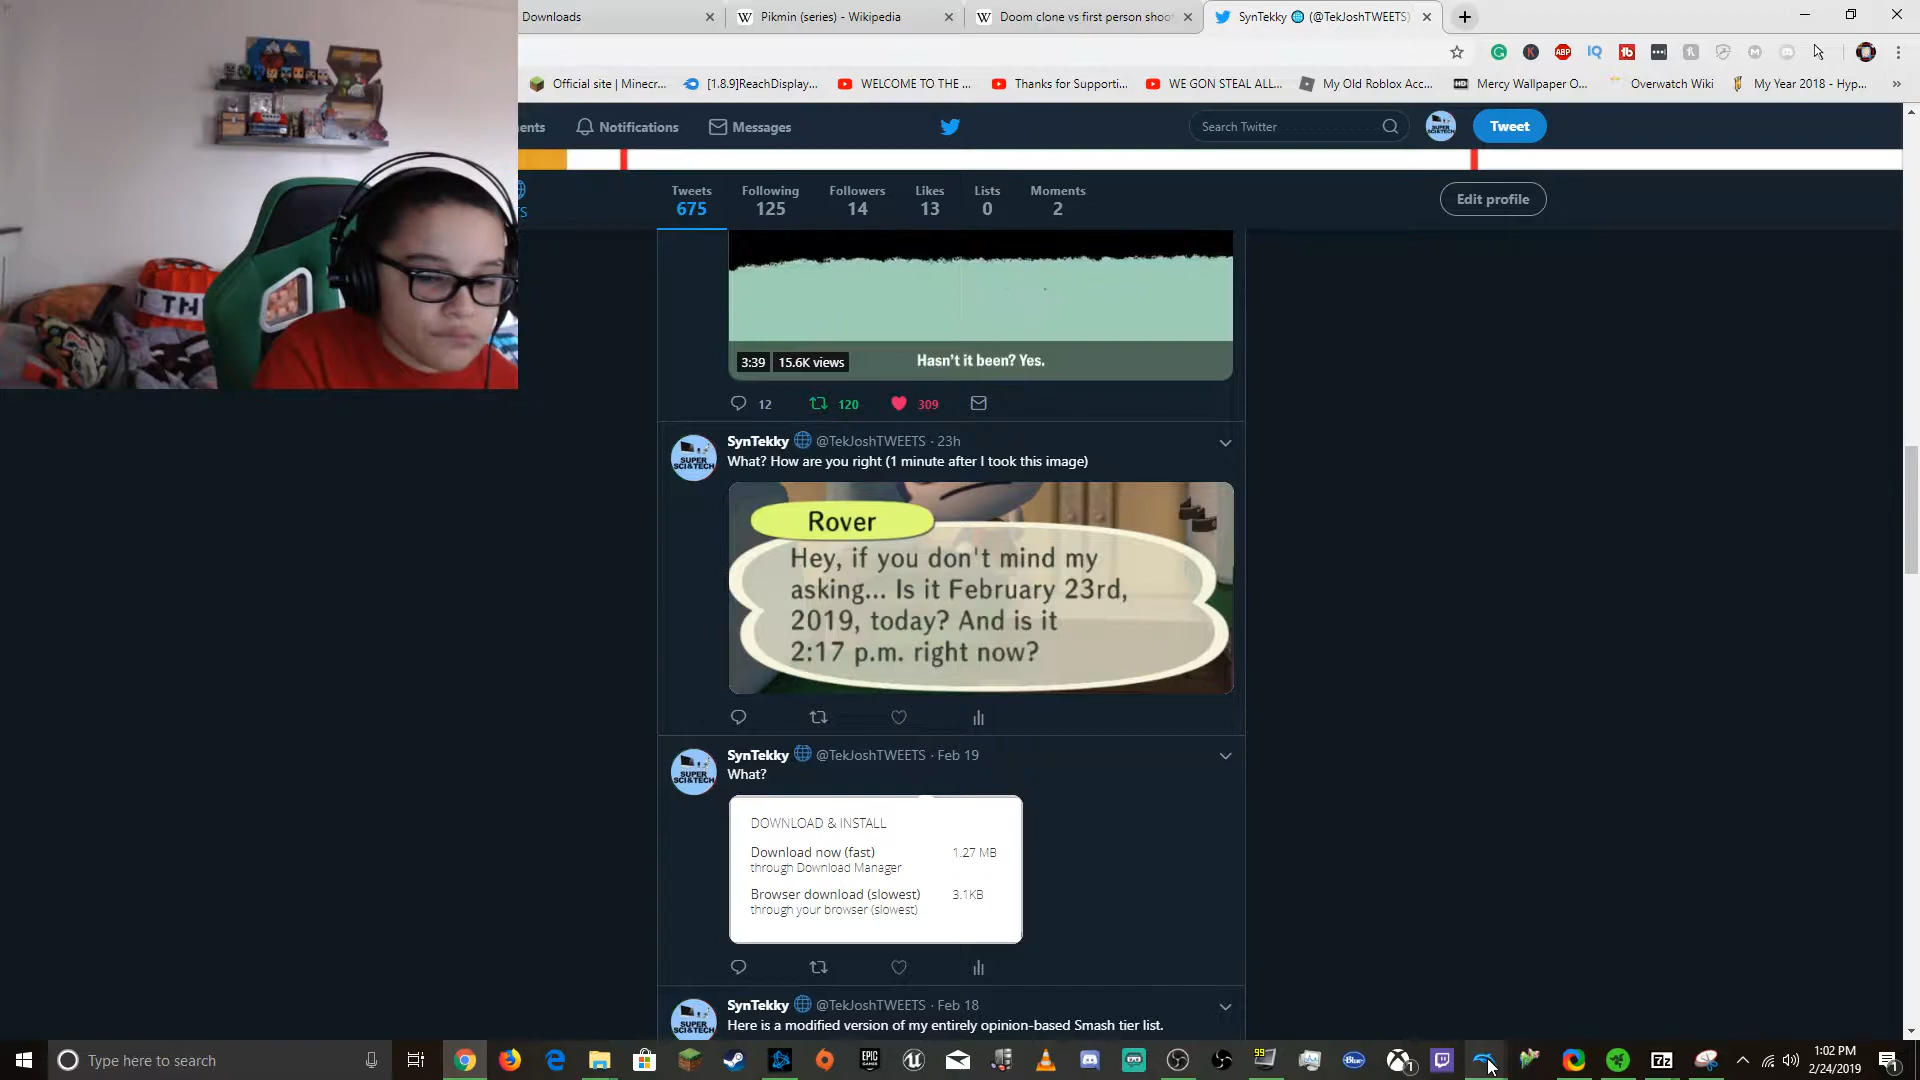 Downloads
Pikmin (series) - Wikipedia
Doom clone vs first person shoo
SynTekky (@TekJoshTWEETS)
Official site | Minecr...
[1.8.9]ReachDisplay...
WELCOME TO THE ...
Thanks for Supporti...
WE GON STEAL ALL...
My Old Roblox Acc...
Mercy Wallpaper O...
Overwatch Wiki
My Year 2018 - Hyp...
ents
Notifications
Messages
Search Twitter
Tweet
Tweets
675
Following
125
Followers
14
Likes
13
Lists
0
Moments
2
Edit profile
3:39
15.6K views
Hasn't it been? Yes.
12
120
309
SynTekky @TekJoshTWEETS · 23h
What? How are you right (1 minute after I took this image)
Rover
Hey, if you don't mind my
asking... Is it February 23rd,
2019, today? And is it
2:17 p.m. right now?
SynTekky @TekJoshTWEETS · Feb 19
What?
DOWNLOAD & INSTALL
Download now (fast) 1.27 MB
through Download Manager
Browser download (slowest) 3.1KB
through your browser (slowest)
SynTekky @TekJoshTWEETS · Feb 18
Here is a modified version of my entirely opinion-based Smash tier list.
Type here to search
1:02 PM
2/24/2019